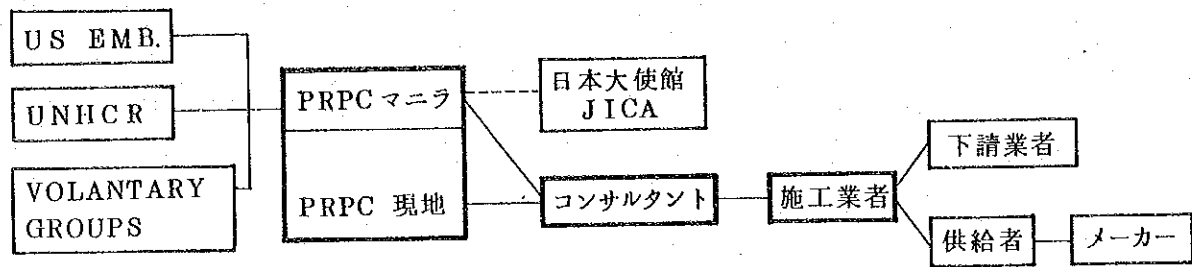 US EMB.
UNHCR
VOLANTARY
GROUPS
PRPC マニラ
PRPC 現地
日本大使館
JICA
コンサルタント
施工業者
下請業者
供給者
メーカー